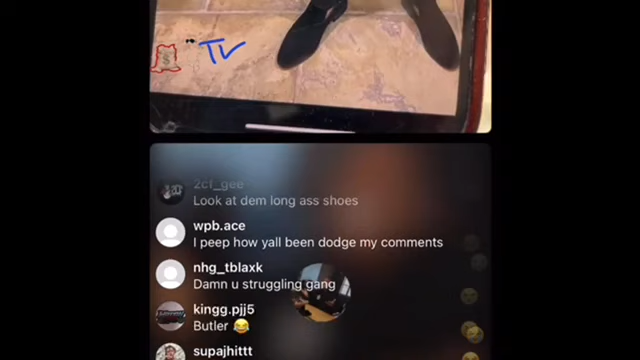 TV
2cf_gee
Look at dem long ass shoes
wpb.ace
I peep how yall been dodge my comments
nhg_tblaxk
Damn u struggling gang
kingg.pjj5
Butler 😂
supajhittt